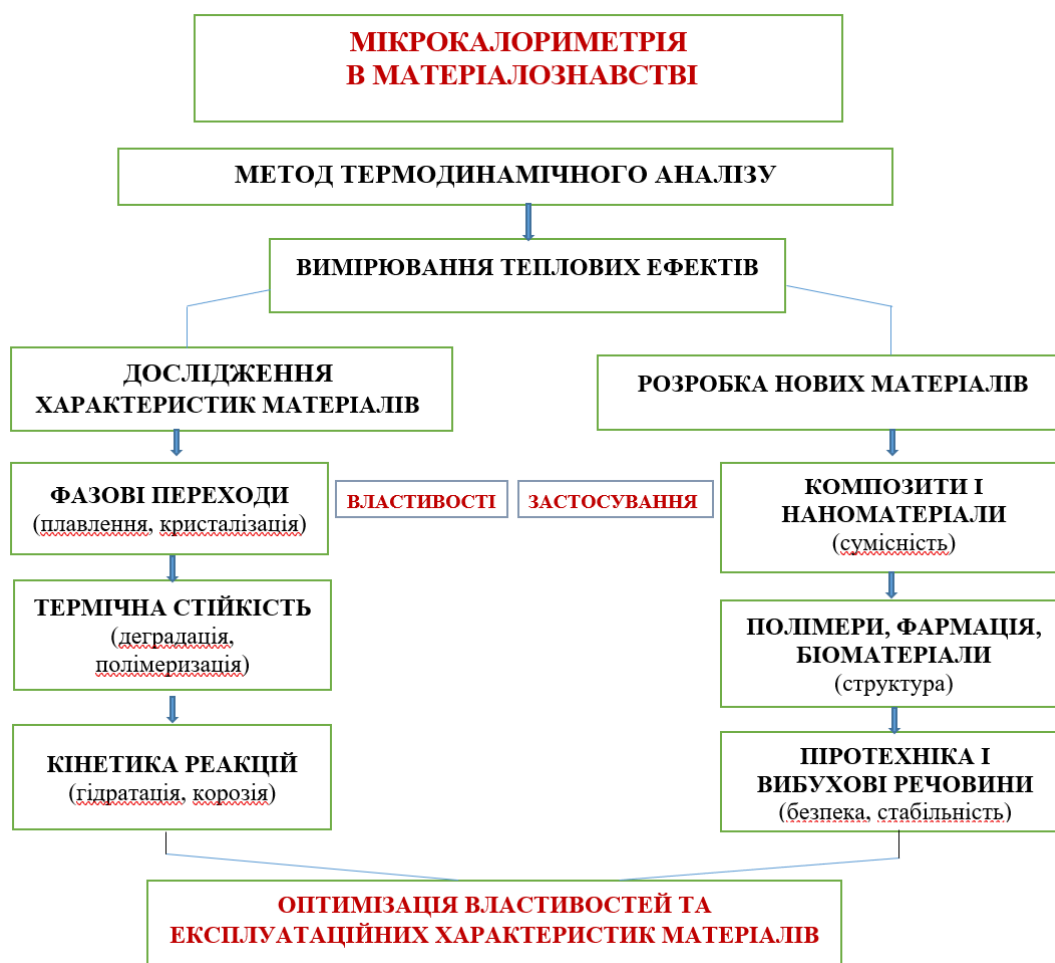 МІКРОКАЛОРИМЕТРІЯ
В МАТЕРІАЛОЗНАВСТВІ
МЕТОД ТЕРМОДИНАМІЧНОГО АНАЛІЗУ
ВИМІРЮВАННЯ ТЕПЛОВИХ ЕФЕКТІВ
ДОСЛІДЖЕННЯ
ХАРАКТЕРИСТИК МАТЕРІАЛІВ
РОЗРОБКА НОВИХ МАТЕРІАЛІВ
ФАЗОВІ ПЕРЕХОДИ
(плавлення, кристалізація)
ВЛАСТИВОСТІ
ЗАСТОСУВАННЯ
КОМПОЗИТИ І
НАНОМАТЕРІАЛИ
(сумісність)
ТЕРМІЧНА СТІЙКІСТЬ
(деградація,
полімеризація)
ПОЛІМЕРИ, ФАРМАЦІЯ,
БІОМАТЕРІАЛИ
(структура)
КІНЕТИКА РЕАКЦІЙ
(гідратація, корозія)
ПІРОТЕХНІКА І
ВИБУХОВІ РЕЧОВИНИ
(безпека, стабільність)
ОПТИМІЗАЦІЯ ВЛАСТИВОСТЕЙ ТА
ЕКСПЛУАТАЦІЙНИХ ХАРАКТЕРИСТИК МАТЕРІАЛІВ